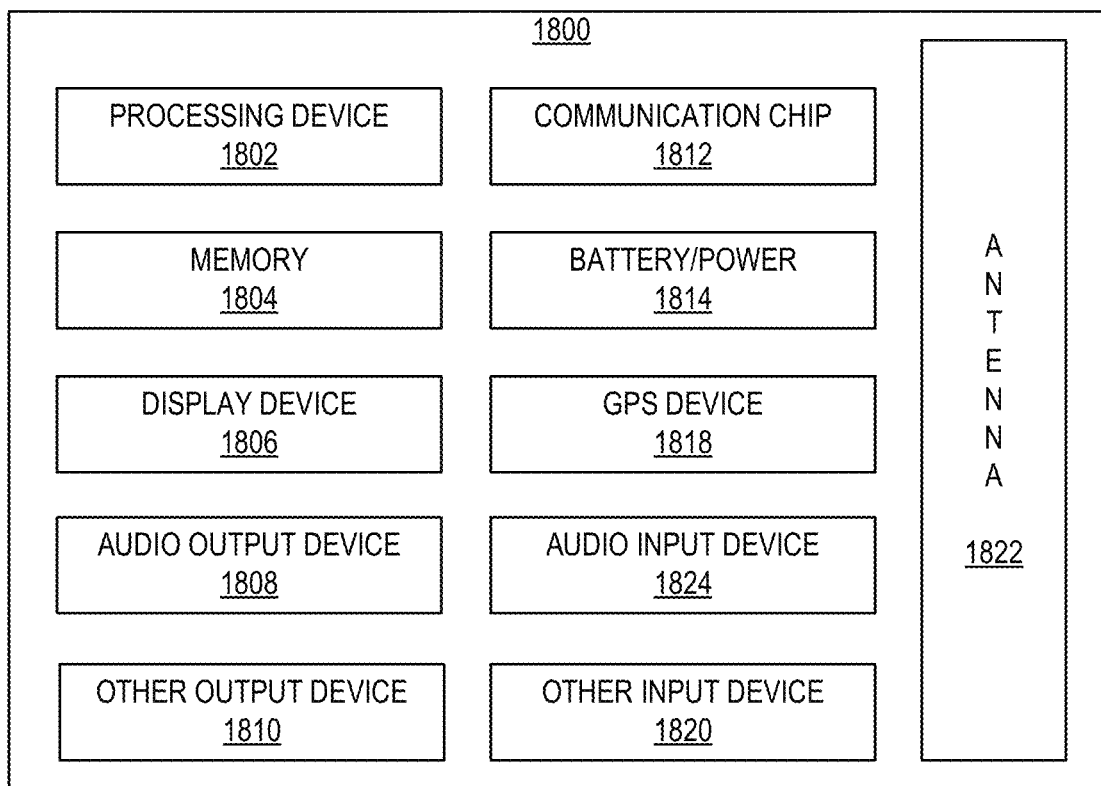 1800
PROCESSING DEVICE
1802
COMMUNICATION CHIP
1812
MEMORY
1804
BATTERY/POWER
1814
DISPLAY DEVICE
1806
GPS DEVICE
1818
AUDIO OUTPUT DEVICE
1808
AUDIO INPUT DEVICE
1824
OTHER OUTPUT DEVICE
1810
OTHER INPUT DEVICE
1820
ANTENNA
1822